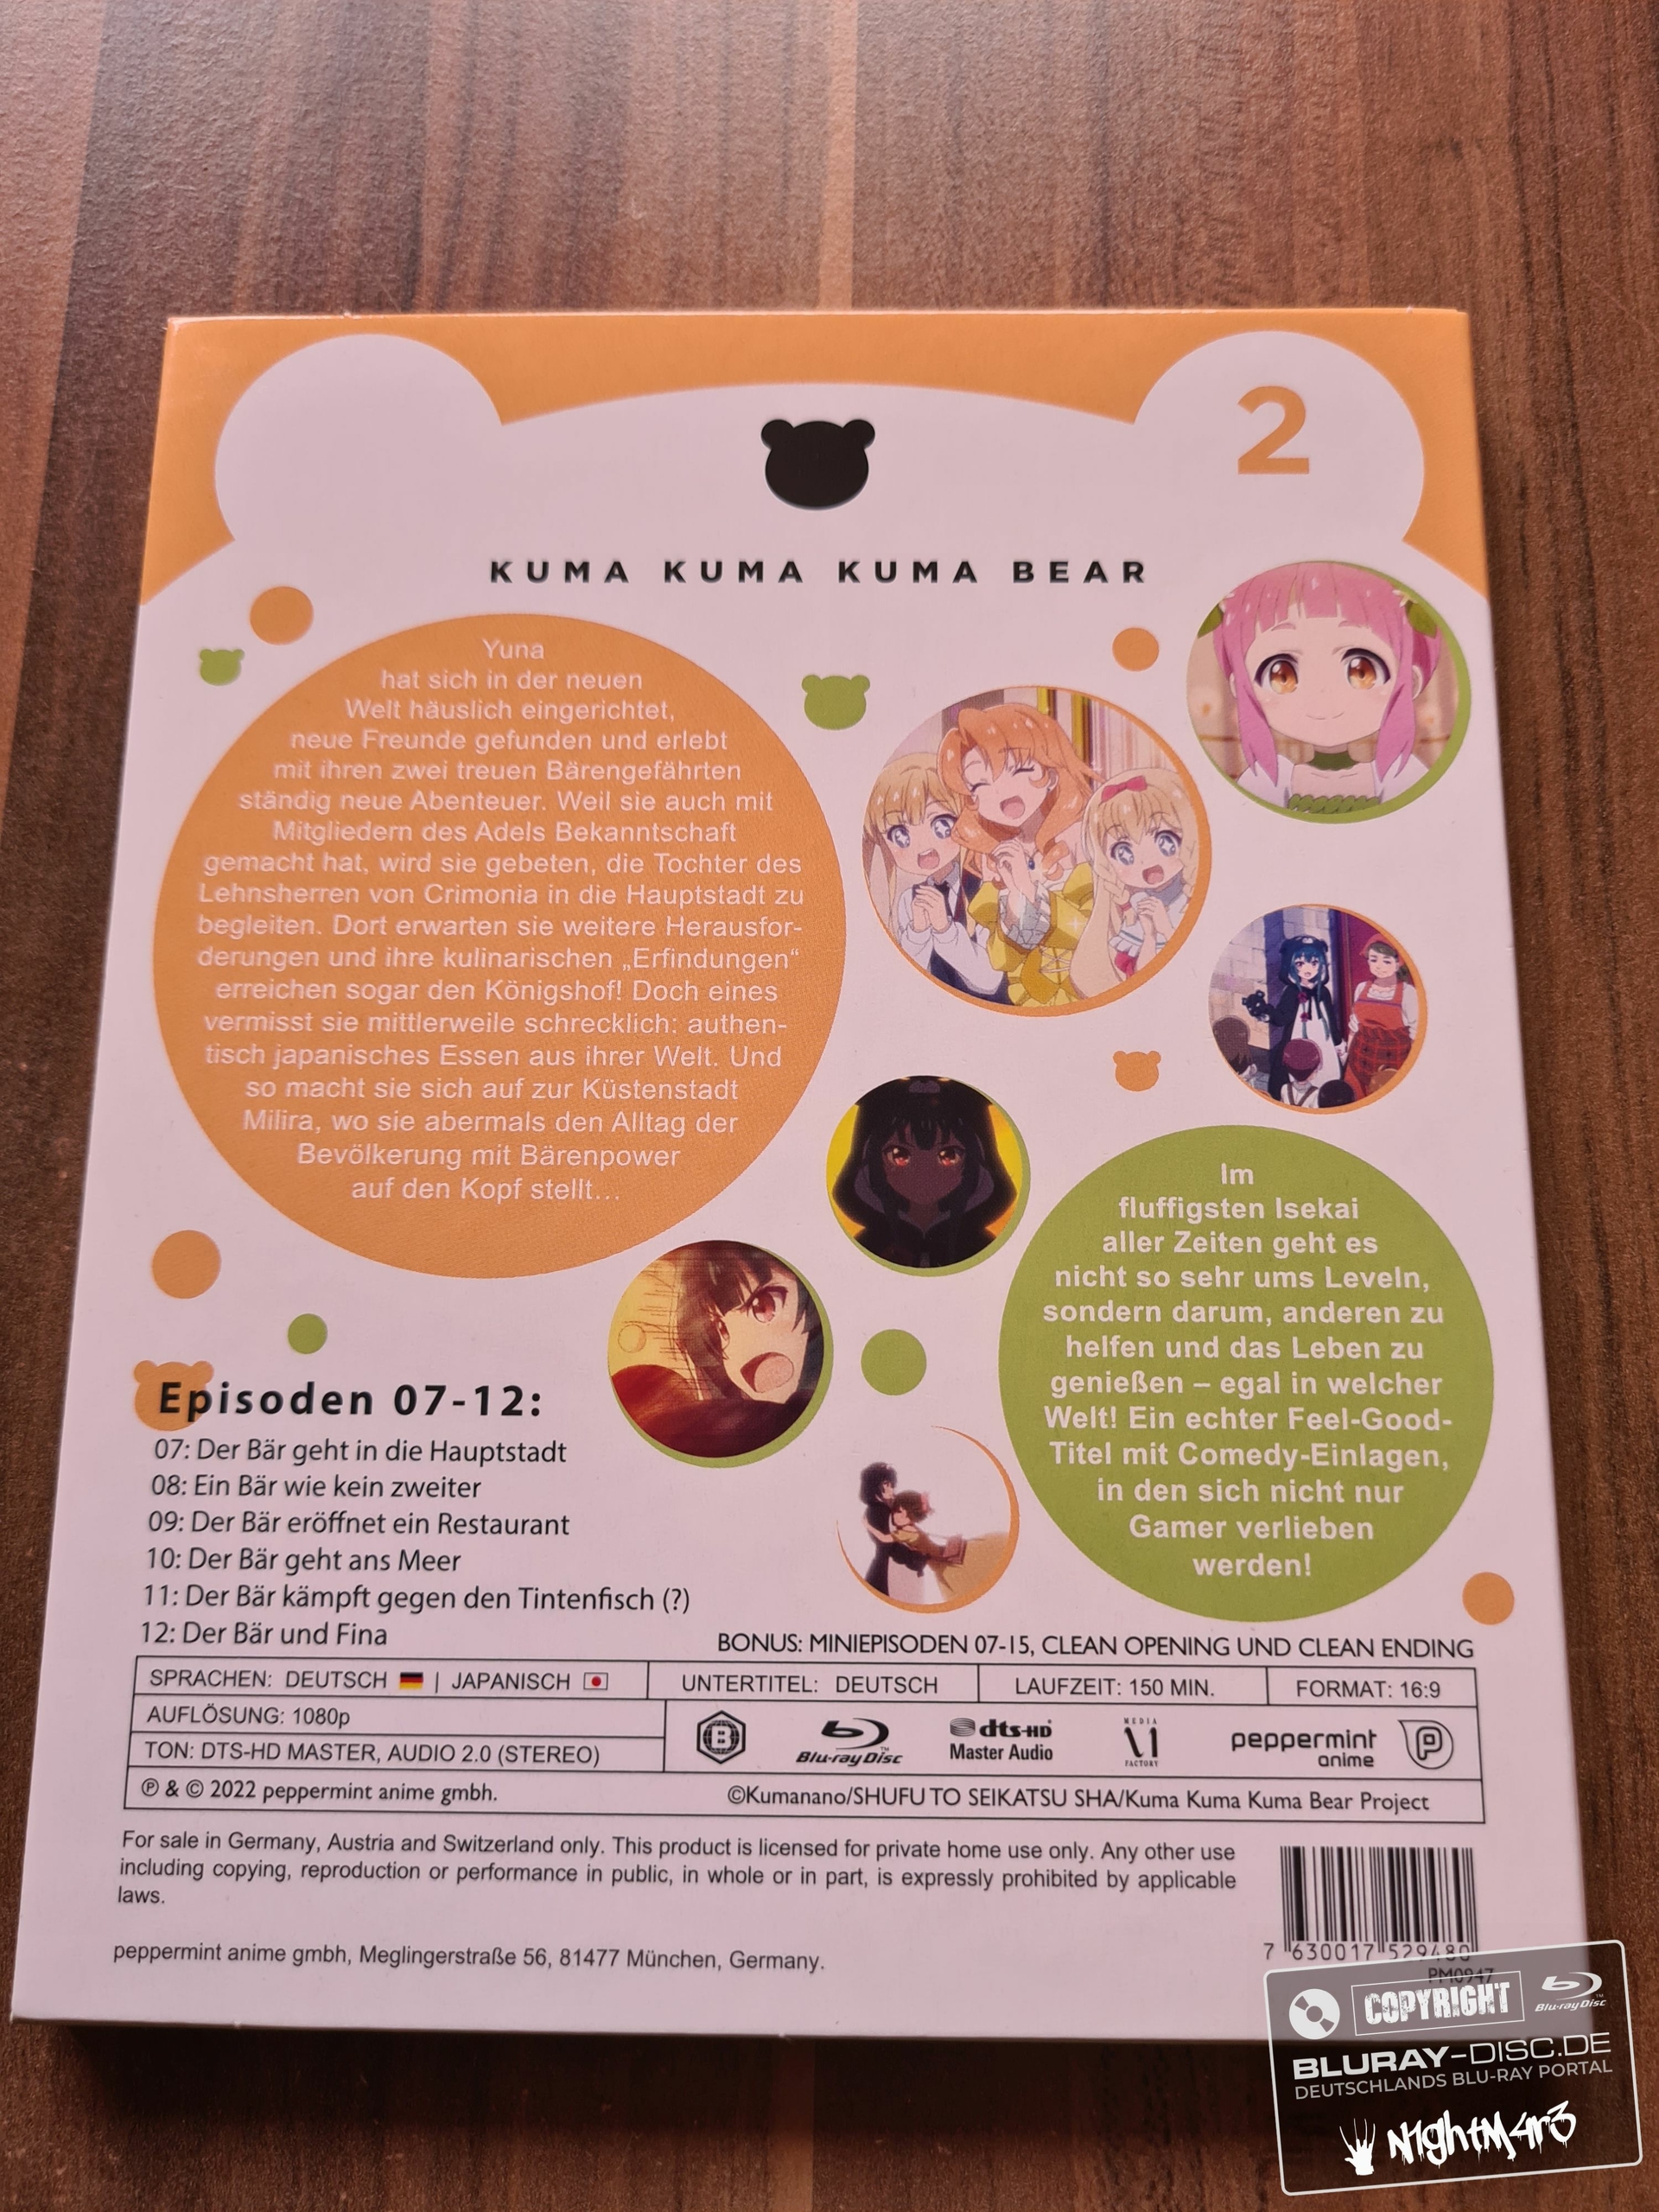 2
KUMA KUMA KUMA BEAR
Yuna
hat sich in der neuen
Welt häuslich eingerichtet,
neue Freunde gefunden und erlebt
mit ihren zwei treuen Bärengefährten
ständig neue Abenteuer. Weil sie auch mit
Mitgliedern des Adels Bekanntschaft
gemacht hat, wird sie gebeten, die Tochter des
Lehnsherren von Crimonia in die Hauptstadt zu
begleiten. Dort erwarten sie weitere Herausfor-
derungen und ihre kulinarischen „Erfindungen“
erreichen sogar den Königshof! Doch eines
vermisst sie mittlerweile schrecklich: authen-
tisch japanisches Essen aus ihrer Welt. Und
so macht sie sich auf zur Küstenstadt
Milira, wo sie abermals den Alltag der
Bevölkerung mit Bärenpower
auf den Kopf stellt...
Im
fluffigsten Isekai
aller Zeiten geht es
nicht so sehr ums Leveln,
sondern darum, anderen zu
helfen und das Leben zu
genießen – egal in welcher
Welt! Ein echter Feel-Good-
Titel mit Comedy-Einlagen,
in den sich nicht nur
Gamer verlieben
werden!
Episoden 07-12:
07: Der Bär geht in die Hauptstadt
08: Ein Bär wie kein zweiter
09: Der Bär eröffnet ein Restaurant
10: Der Bär geht ans Meer
11: Der Bär kämpft gegen den Tintenfisch (?)
12: Der Bär und Fina
BONUS: MINIEPISODEN 07-15, CLEAN OPENING UND CLEAN ENDING
SPRACHEN: DEUTSCH | JAPANISCH UNTERTITEL: DEUTSCH LAUFZEIT: 150 MIN. FORMAT: 16:9
AUFLÖSUNG: 1080p
TON: DTS-HD MASTER, AUDIO 2.0 (STEREO)
B
Blu-ray Disc
dts-HD
Master Audio
MEDIA
FACTORY
peppermint
anime
P
℗ & © 2022 peppermint anime gmbh.
©Kumanano/SHUFU TO SEIKATSU SHA/Kuma Kuma Kuma Bear Project
For sale in Germany, Austria and Switzerland only. This product is licensed for private home use only. Any other use
including copying, reproduction or performance in public, in whole or in part, is expressly prohibited by applicable
laws.
peppermint anime gmbh, Meglingerstraße 56, 81477 München, Germany.
7 630017 529480
PM0947
COPYRIGHT
Blu-ray Disc
BLURAY-DISC.DE
DEUTSCHLANDS BLU-RAY PORTAL
N1ghtM4r3